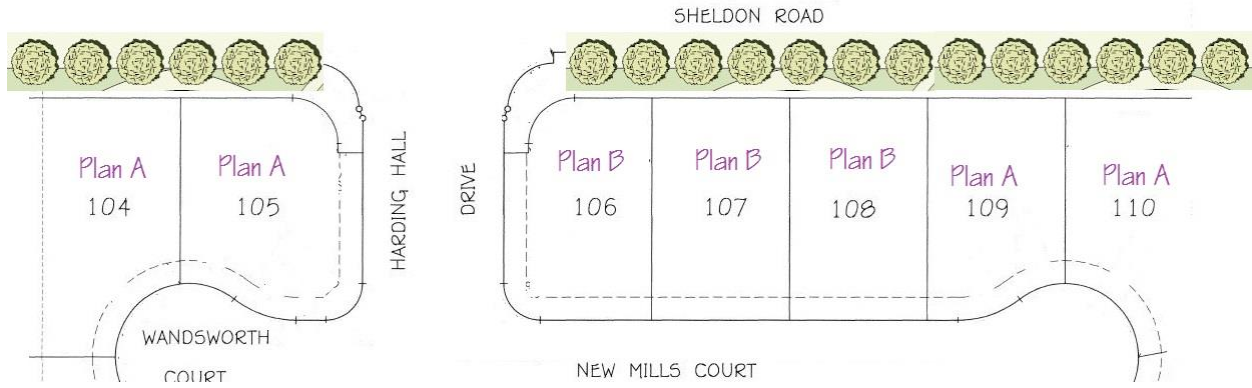 SHELDON ROAD
Plan A
104
Plan A
105
HARDING HALL
DRIVE
Plan B
106
Plan B
107
Plan B
108
Plan A
109
Plan A
110
WANDSWORTH
COURT
NEW MILLS COURT